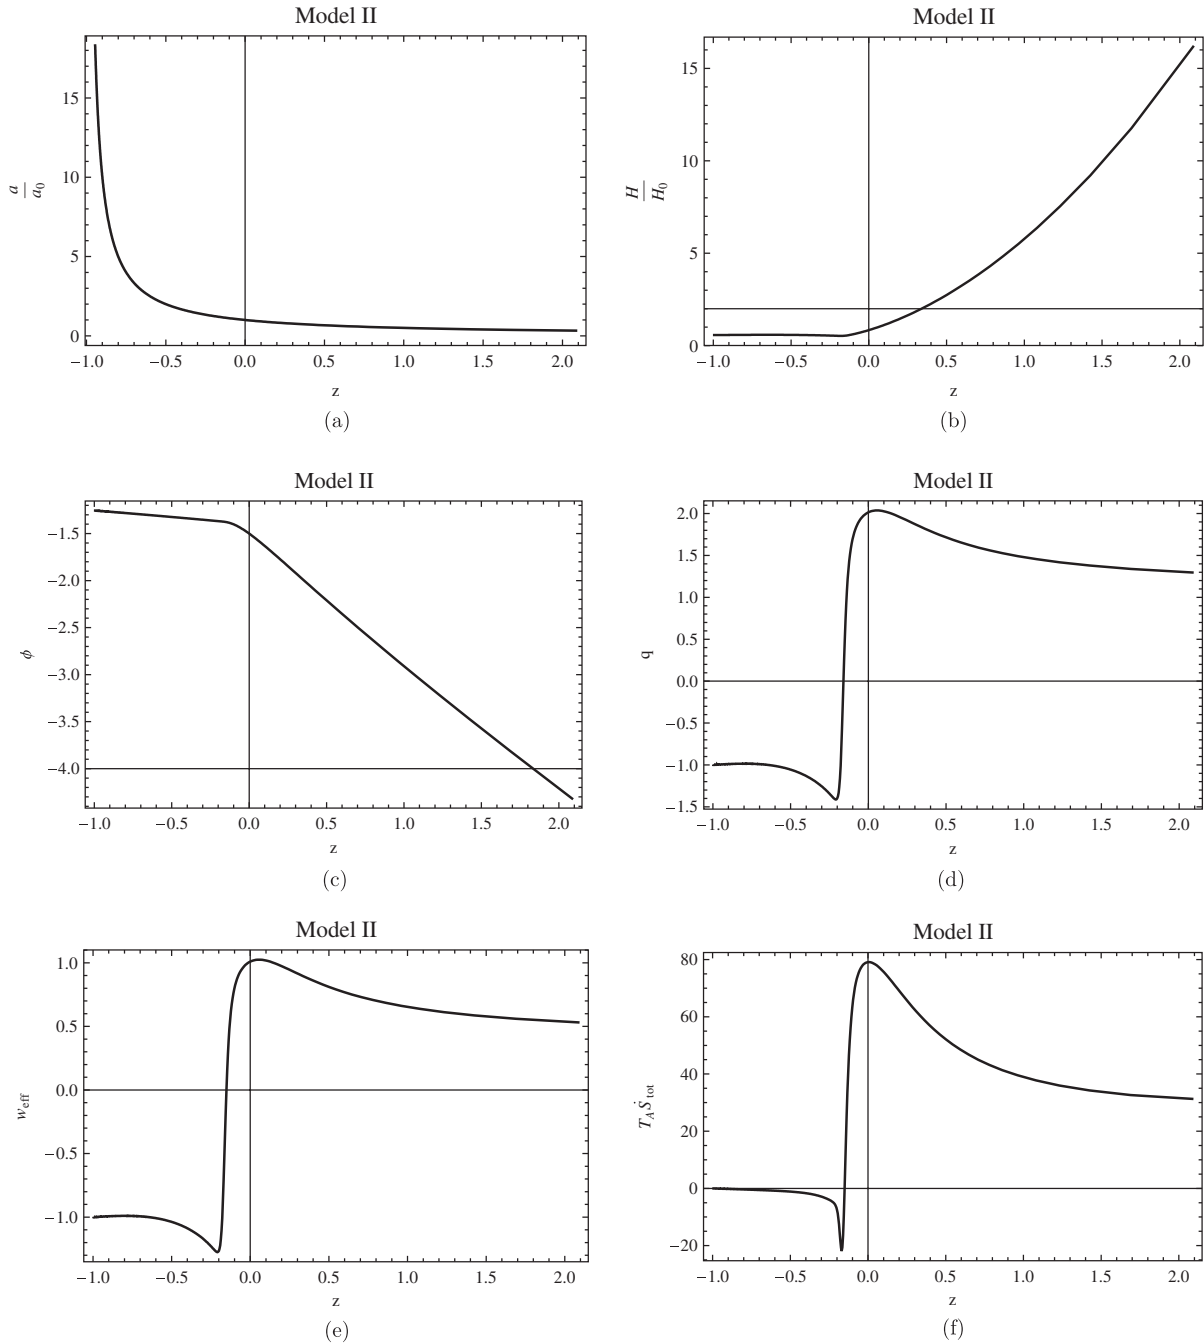 Model II
15
10
5
0
a
a0
−1.0 −0.5 0.0 0.5 1.0 1.5 2.0
z
(a)
Model II
15
10
5
0
H
H0
−1.0 −0.5 0.0 0.5 1.0 1.5 2.0
z
(b)
Model II
−1.5
−2.0
−2.5
−3.0
−3.5
−4.0
ϕ
−1.0 −0.5 0.0 0.5 1.0 1.5 2.0
z
(c)
Model II
2.0
1.5
1.0
0.5
0.0
−0.5
−1.0
−1.5
q
−1.0 −0.5 0.0 0.5 1.0 1.5 2.0
z
(d)
Model II
1.0
0.5
0.0
−0.5
−1.0
weff
−1.0 −0.5 0.0 0.5 1.0 1.5 2.0
z
(e)
Model II
80
60
40
20
0
−20
TA Ṡtot
−1.0 −0.5 0.0 0.5 1.0 1.5 2.0
z
(f)